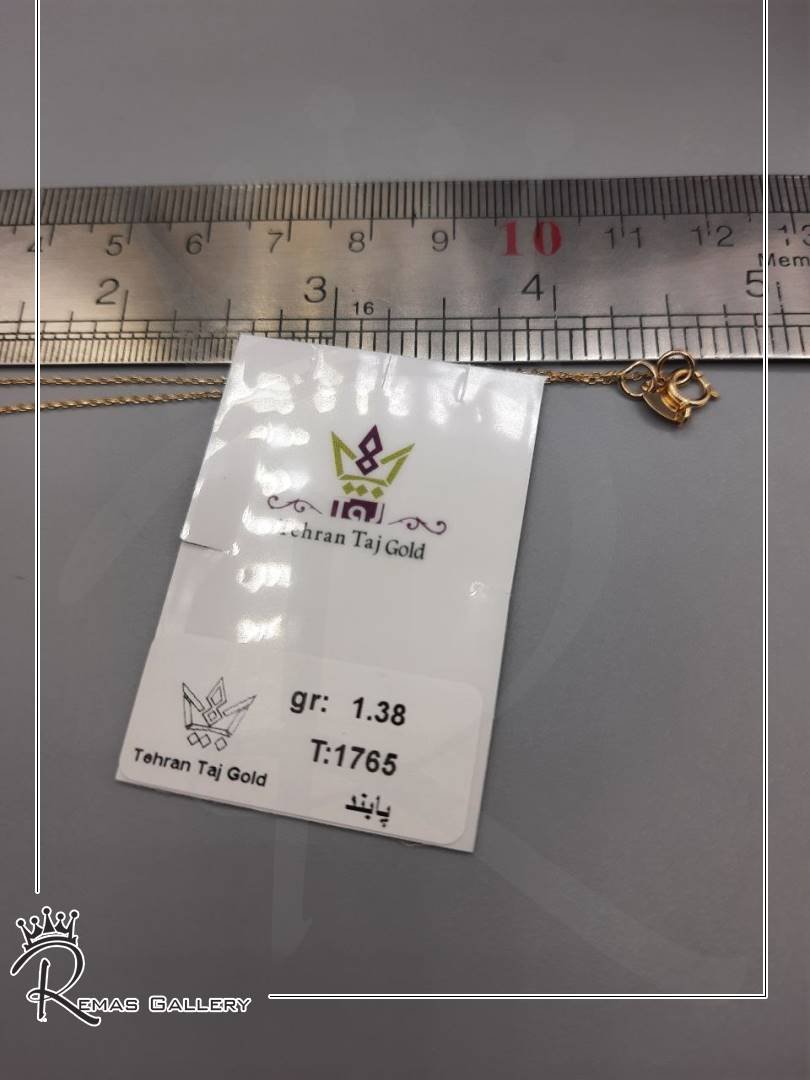 4 5 6 7 8 9 10 11 12 13
Mem
2 3 4 5
16
Taj
Tehran Taj Gold
gr: 1.38
T:1765
پابند
Tehran Taj Gold
REMAS GALLERY